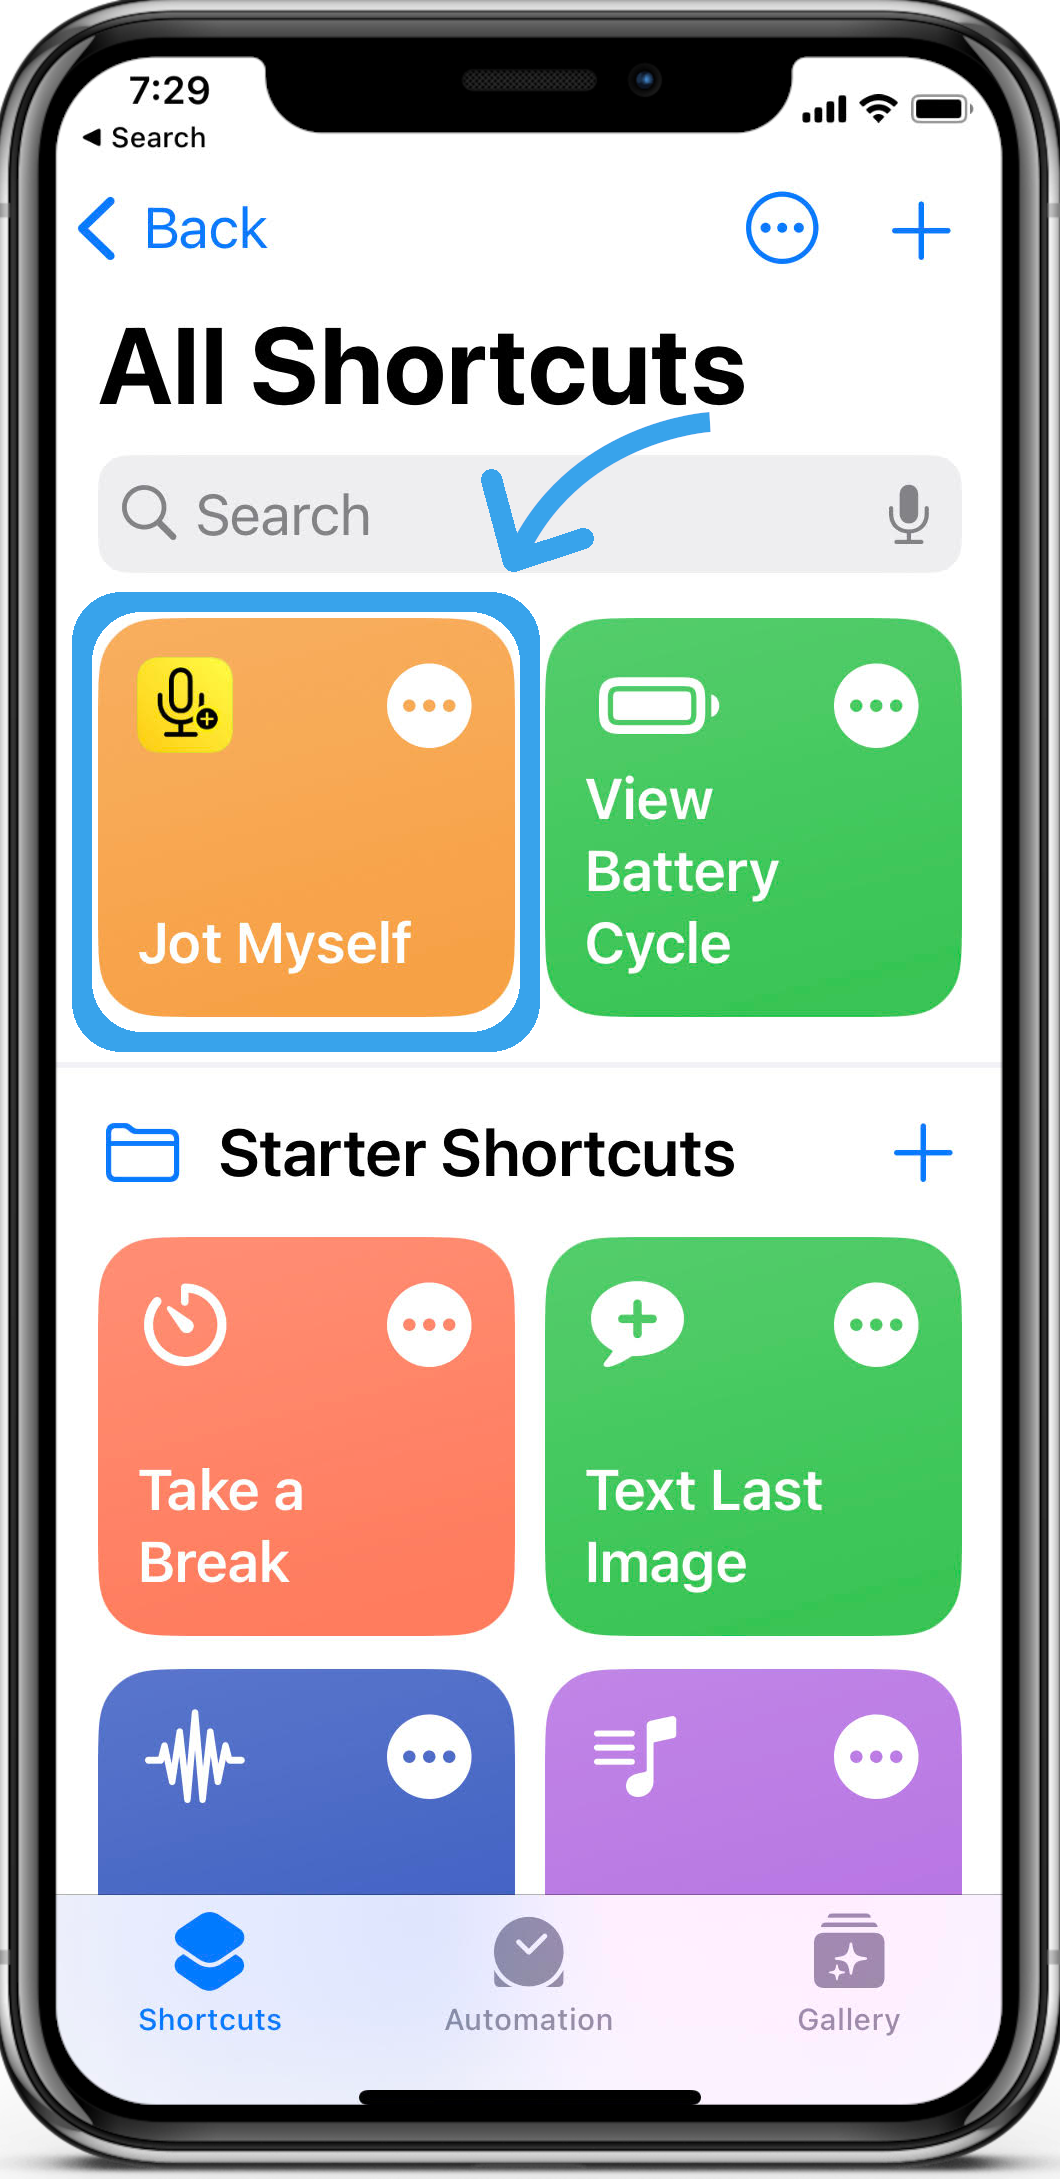 7:29
Search
Back
All Shortcuts
Search
Jot Myself
View
Battery
Cycle
Starter Shortcuts
Take a
Break
Text Last
Image
Shortcuts
Automation
Gallery